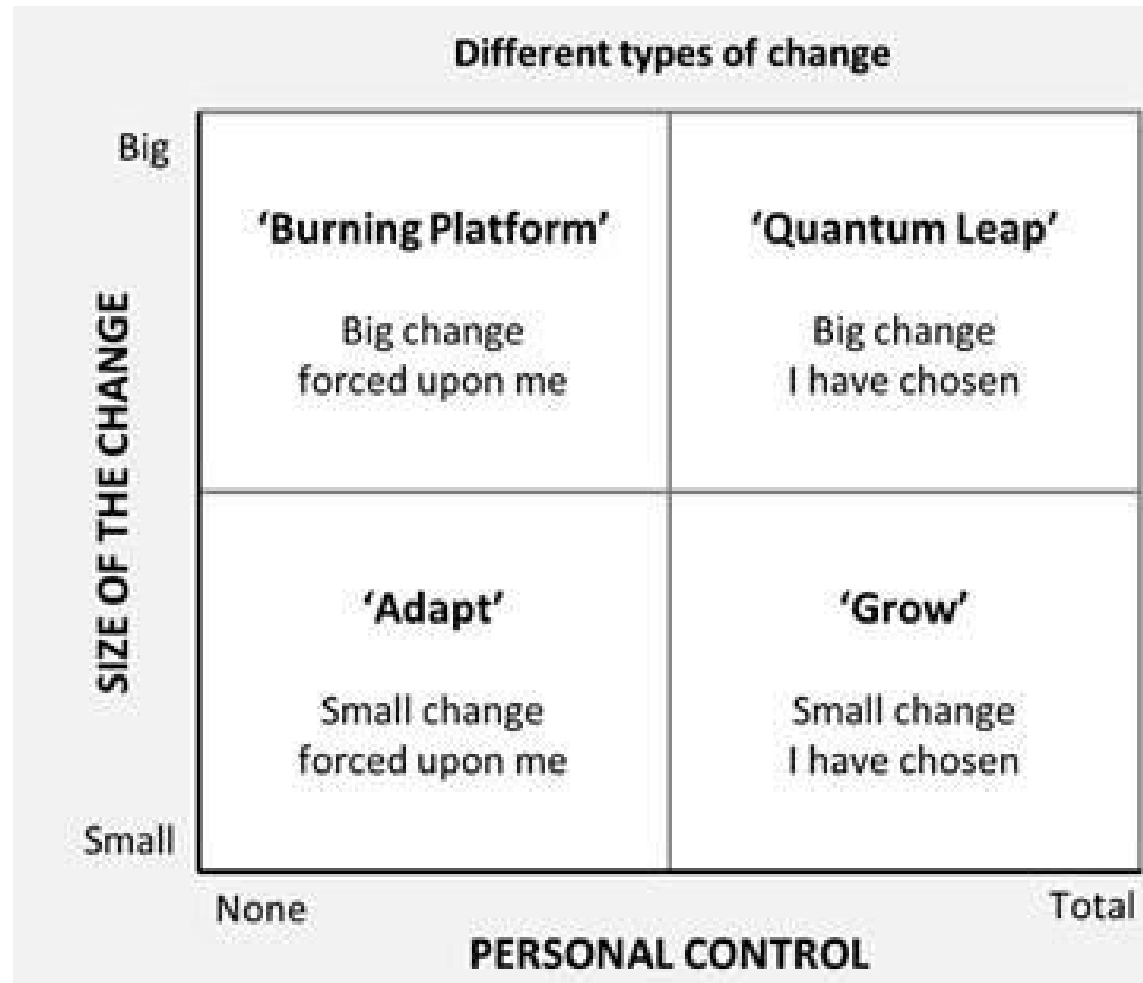 Different types of change
Big
'Burning Platform'
Big change
forced upon me
'Quantum Leap'
Big change
I have chosen
SIZE OF THE CHANGE
'Adapt'
Small change
forced upon me
'Grow'
Small change
I have chosen
Small
None
Total
PERSONAL CONTROL